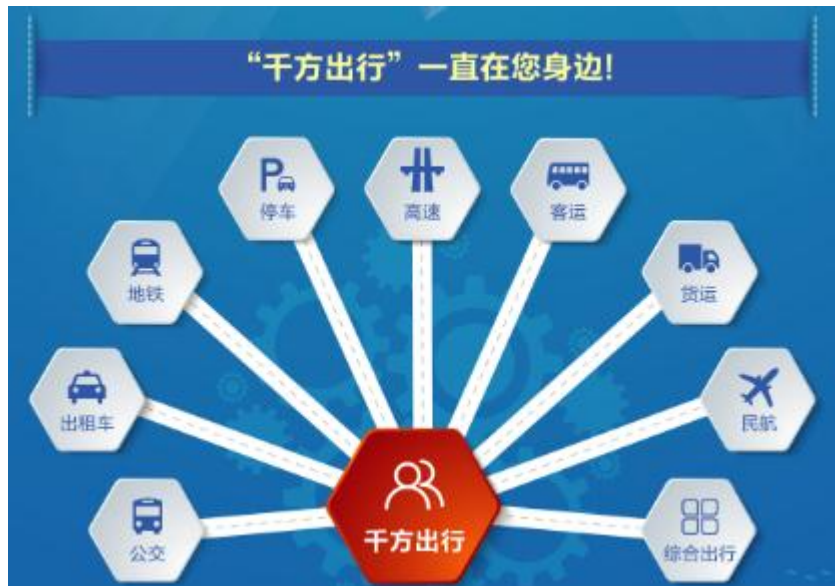 “千方出行”一直在您身边!
停车
高速
客运
地铁
货运
出租车
民航
公交
千方出行
综合出行